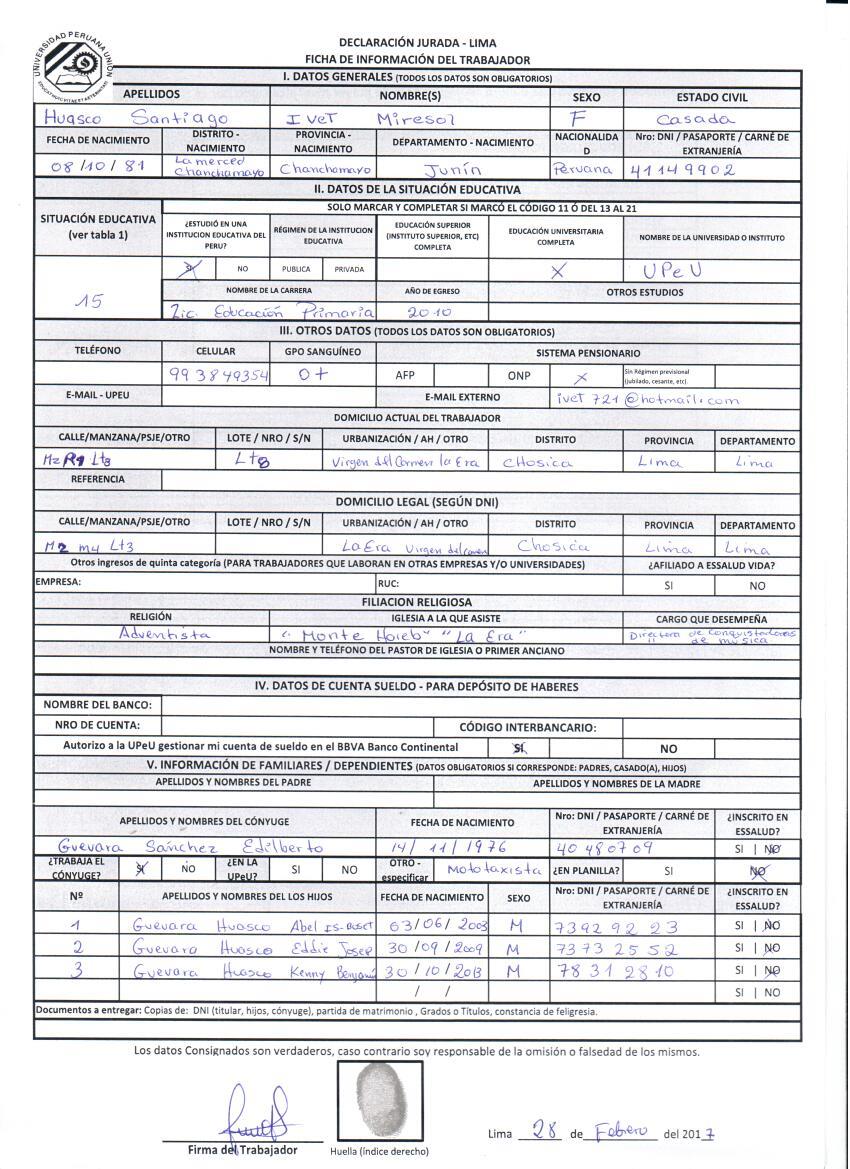 UNIVERSIDAD PERUANA UNION
DECLARACIÓN JURADA - LIMA
FICHA DE INFORMACIÓN DEL TRABAJADOR
I. DATOS GENERALES (TODOS LOS DATOS SON OBLIGATORIOS)
APELLIDOS NOMBRE(S) SEXO ESTADO CIVIL
Huasco Santiago Ivet Miresol F Casada
FECHA DE NACIMIENTO DISTRITO - NACIMIENTO PROVINCIA - NACIMIENTO DEPARTAMENTO - NACIMIENTO NACIONALIDAD Nro: DNI / PASAPORTE / CARNÉ DE EXTRANJERÍA
08/10/81 La merced Chanchamayo Chanchamayo Junín Peruana 41149902
II. DATOS DE LA SITUACIÓN EDUCATIVA
SITUACIÓN EDUCATIVA (ver tabla 1) SOLO MARCAR Y COMPLETAR SI MARCÓ EL CÓDIGO 11 Ó DEL 13 AL 21
¿ESTUDIÓ EN UNA INSTITUCION EDUCATIVA DEL PERU? RÉGIMEN DE LA INSTITUCION EDUCATIVA EDUCACIÓN SUPERIOR (INSTITUTO SUPERIOR, ETC) COMPLETA EDUCACIÓN UNIVERSITARIA COMPLETA NOMBRE DE LA UNIVERSIDAD O INSTITUTO
SI NO PUBLICA PRIVADA X UPeU
15 NOMBRE DE LA CARRERA AÑO DE EGRESO OTROS ESTUDIOS
Lic. Educación Primaria 2010
III. OTROS DATOS (TODOS LOS DATOS SON OBLIGATORIOS)
TELÉFONO CELULAR GPO SANGUÍNEO SISTEMA PENSIONARIO
993849354 O+ AFP ONP X Sin Régimen previsional (jubilado, cesante, etc).
E-MAIL - UPEU E-MAIL EXTERNO ivet721@hotmail.com
DOMICILIO ACTUAL DEL TRABAJADOR
CALLE/MANZANA/PSJE/OTRO LOTE / NRO / S/N URBANIZACIÓN / AH / OTRO DISTRITO PROVINCIA DEPARTAMENTO
Mz R1 Lt8 Lt8 Virgen del Carmen la Era CHosica Lima Lima
REFERENCIA
DOMICILIO LEGAL (SEGÚN DNI)
CALLE/MANZANA/PSJE/OTRO LOTE / NRO / S/N URBANIZACIÓN / AH / OTRO DISTRITO PROVINCIA DEPARTAMENTO
Lt3 La Era Virgen del Chosica Lima Lima
Otros ingresos de quinta categoría (PARA TRABAJADORES QUE LABORAN EN OTRAS EMPRESAS Y/O UNIVERSIDADES) ¿AFILIADO A ESSALUD VIDA?
EMPRESA: RUC: SI NO
FILIACION RELIGIOSA
RELIGIÓN IGLESIA A LA QUE ASISTE CARGO QUE DESEMPEÑA
Adventista "Monte Horeb" "La Era" Directora de Conquistadores
" de música
NOMBRE Y TELÉFONO DEL PASTOR DE IGLESIA O PRIMER ANCIANO
IV. DATOS DE CUENTA SUELDO - PARA DEPÓSITO DE HABERES
NOMBRE DEL BANCO:
NRO DE CUENTA: CÓDIGO INTERBANCARIO:
Autorizo a la UPeU gestionar mi cuenta de sueldo en el BBVA Banco Continental SI NO
V. INFORMACIÓN DE FAMILIARES / DEPENDIENTES (DATOS OBLIGATORIOS SI CORRESPONDE: PADRES, CASADO(A), HIJOS)
APELLIDOS Y NOMBRES DEL PADRE APELLIDOS Y NOMBRES DE LA MADRE
APELLIDOS Y NOMBRES DEL CÓNYUGE FECHA DE NACIMIENTO Nro: DNI / PASAPORTE / CARNÉ DE EXTRANJERÍA ¿INSCRITO EN ESSALUD?
Guevara Sanchez Edilberto 14/11/1976 40480709 SI | NO
¿TRABAJA EL CÓNYUGE? SI NO ¿EN LA UPeU? SI NO OTRO - especificar Mototaxista ¿EN PLANILLA? SI NO
Nº APELLIDOS Y NOMBRES DE LOS HIJOS FECHA DE NACIMIENTO SEXO Nro: DNI / PASAPORTE / CARNÉ DE EXTRANJERÍA ¿INSCRITO EN ESSALUD?
1 Guevara Huasco Abel 03/06/2003 M 73929223 SI | NO
2 Guevara Huasco Eddie Josep 30/09/2009 M 73732552 SI | NO
3 Guevara Huasco Kenny Benjamí 30/10/2013 M 78312810 SI | NO
/ / SI | NO
Documentos a entregar: Copias de: DNI (titular, hijos, cónyuge), partida de matrimonio , Grados o Títulos, constancia de feligresia.
Los datos Consignados son verdaderos, caso contrario soy responsable de la omisión o falsedad de los mismos.
Lima 28 de Febrero del 2017
Firma del Trabajador Huella (índice derecho)